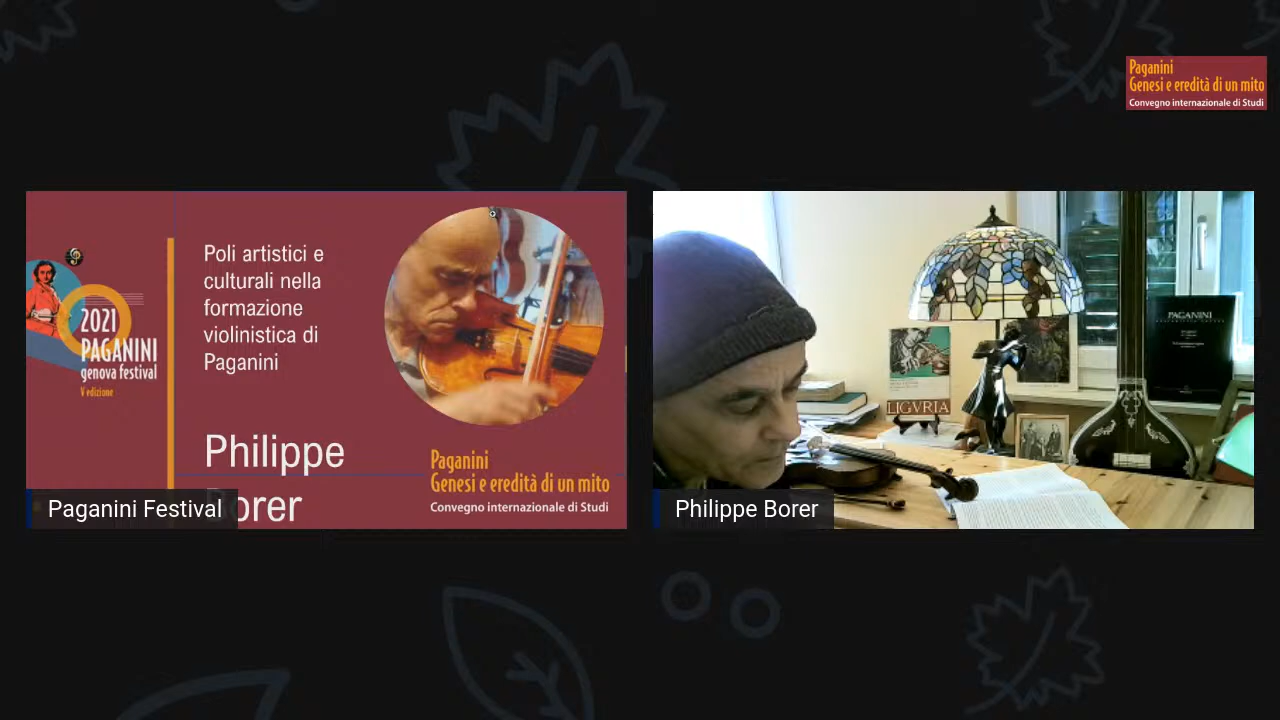 Paganini
Genesi e eredità di un mito
Convegno internazionale di Studi
Poli artistici e
culturali nella
formazione
violinistica di
Paganini
2021
PAGANINI
genova festival
V edizione
Philippe
Borer
Paganini
Genesi e eredità di un mito
Convegno internazionale di Studi
Paganini Festival
PAGANINI
LIGVRIA
Philippe Borer